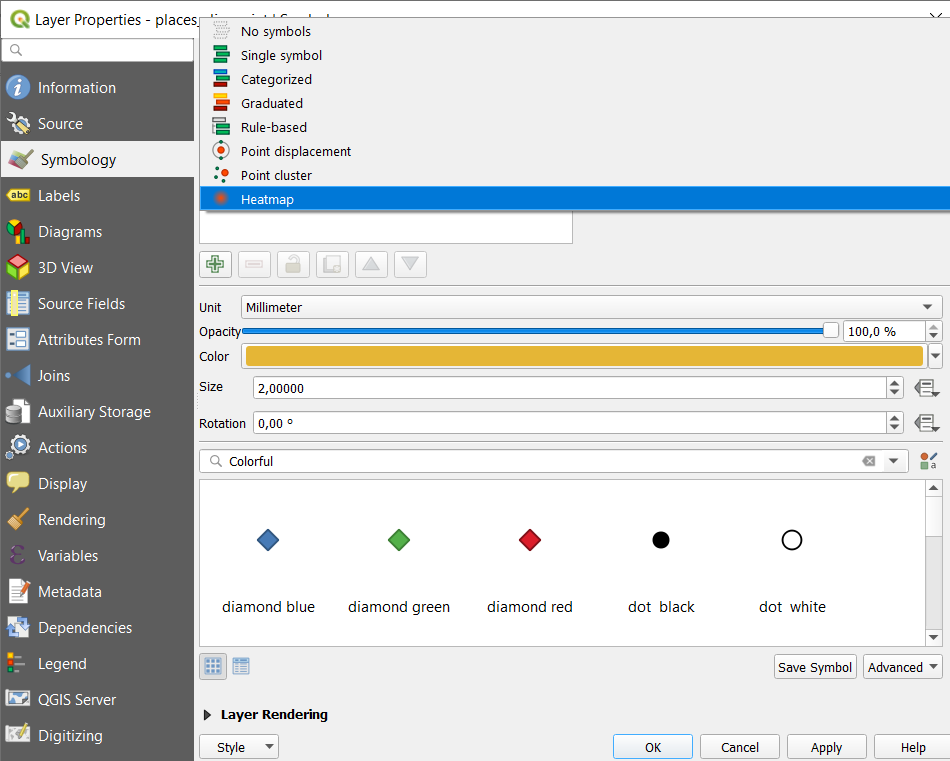 Layer Properties - places_
No symbols
Single symbol
Categorized
Graduated
Rule-based
Point displacement
Point cluster
Heatmap
Information
Source
Symbology
abc Labels
Diagrams
3D View
Source Fields
Attributes Form
Joins
Auxiliary Storage
Actions
Display
Rendering
Variables
Metadata
Dependencies
Legend
QGIS Server
Digitizing
Unit Millimeter
Opacity 100,0 %
Color
Size 2,00000
Rotation 0,00 °
Colorful
diamond blue diamond green diamond red dot black dot white
Save Symbol Advanced
Layer Rendering
Style OK Cancel Apply Help